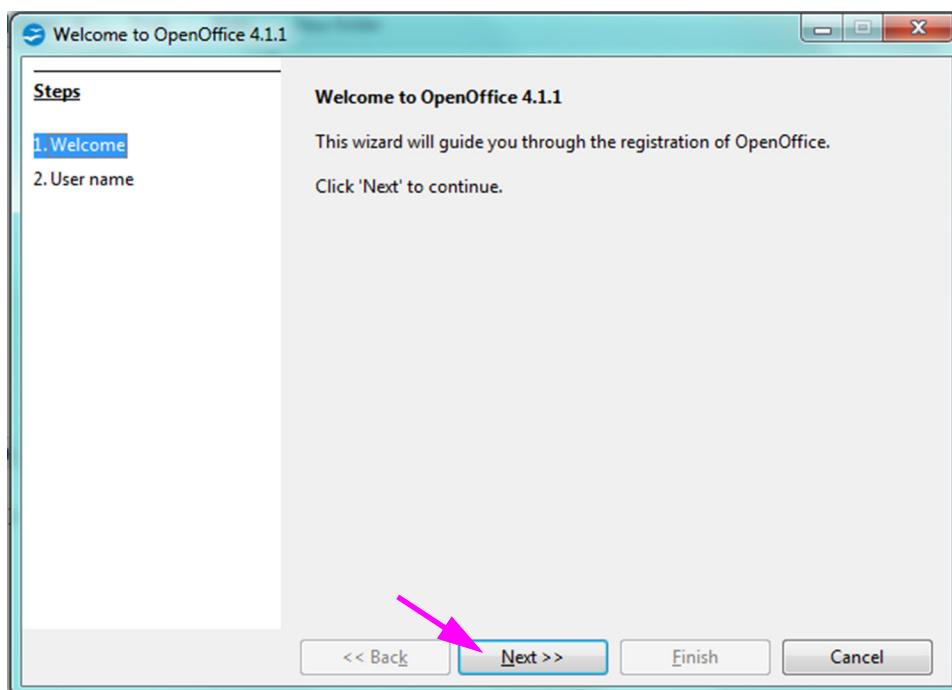 Welcome to OpenOffice 4.1.1
Steps
1. Welcome
2. User name
Welcome to OpenOffice 4.1.1
This wizard will guide you through the registration of OpenOffice.
Click 'Next' to continue.
<< Back
Next >>
Finish
Cancel